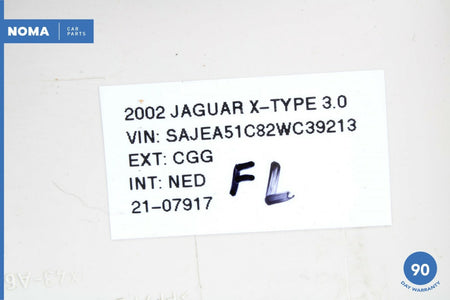 NOMA CAR PARTS
2002 JAGUAR X-TYPE 3.0
VIN: SAJEA51C82WC39213
EXT: CGG
INT: NED
21-07917
FL
90
DAY WARRANTY